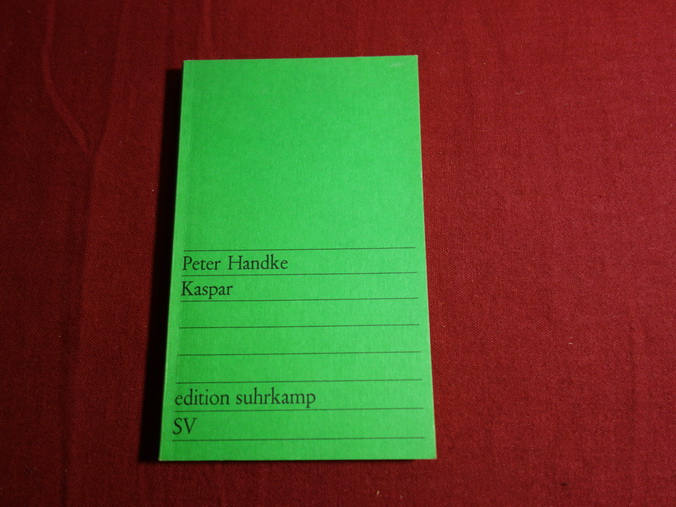 Peter Handke
Kaspar
edition suhrkamp
SV